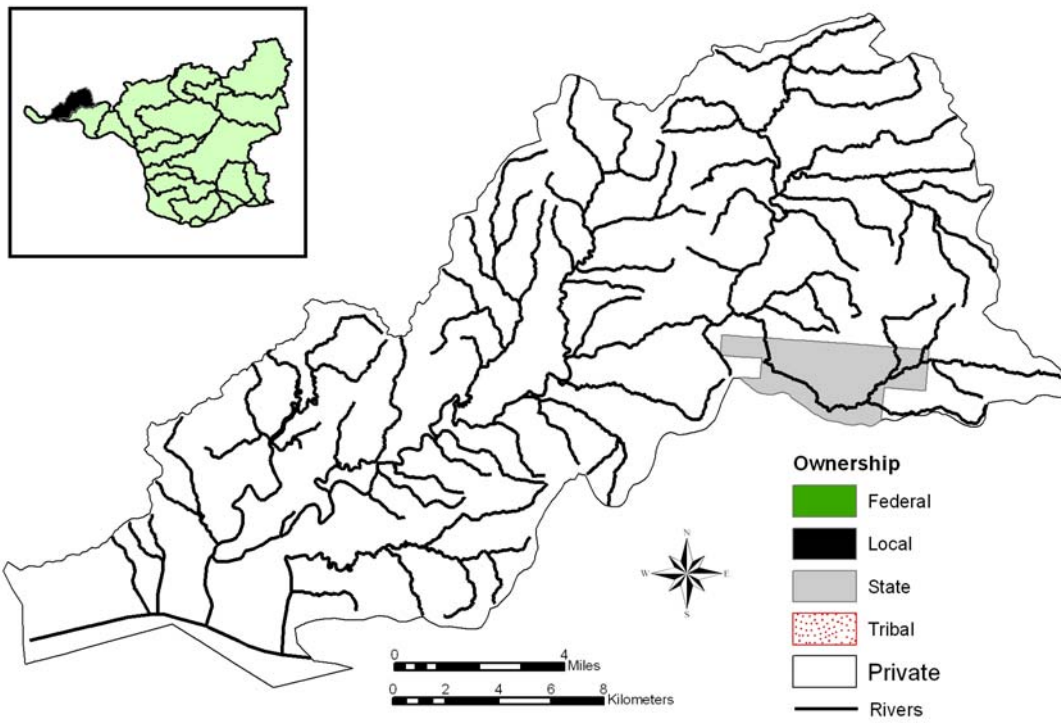 Ownership
Federal
Local
State
Tribal
Private
Rivers
N
W E
S
0 4
Miles
0 2 4 6 8
Kilometers